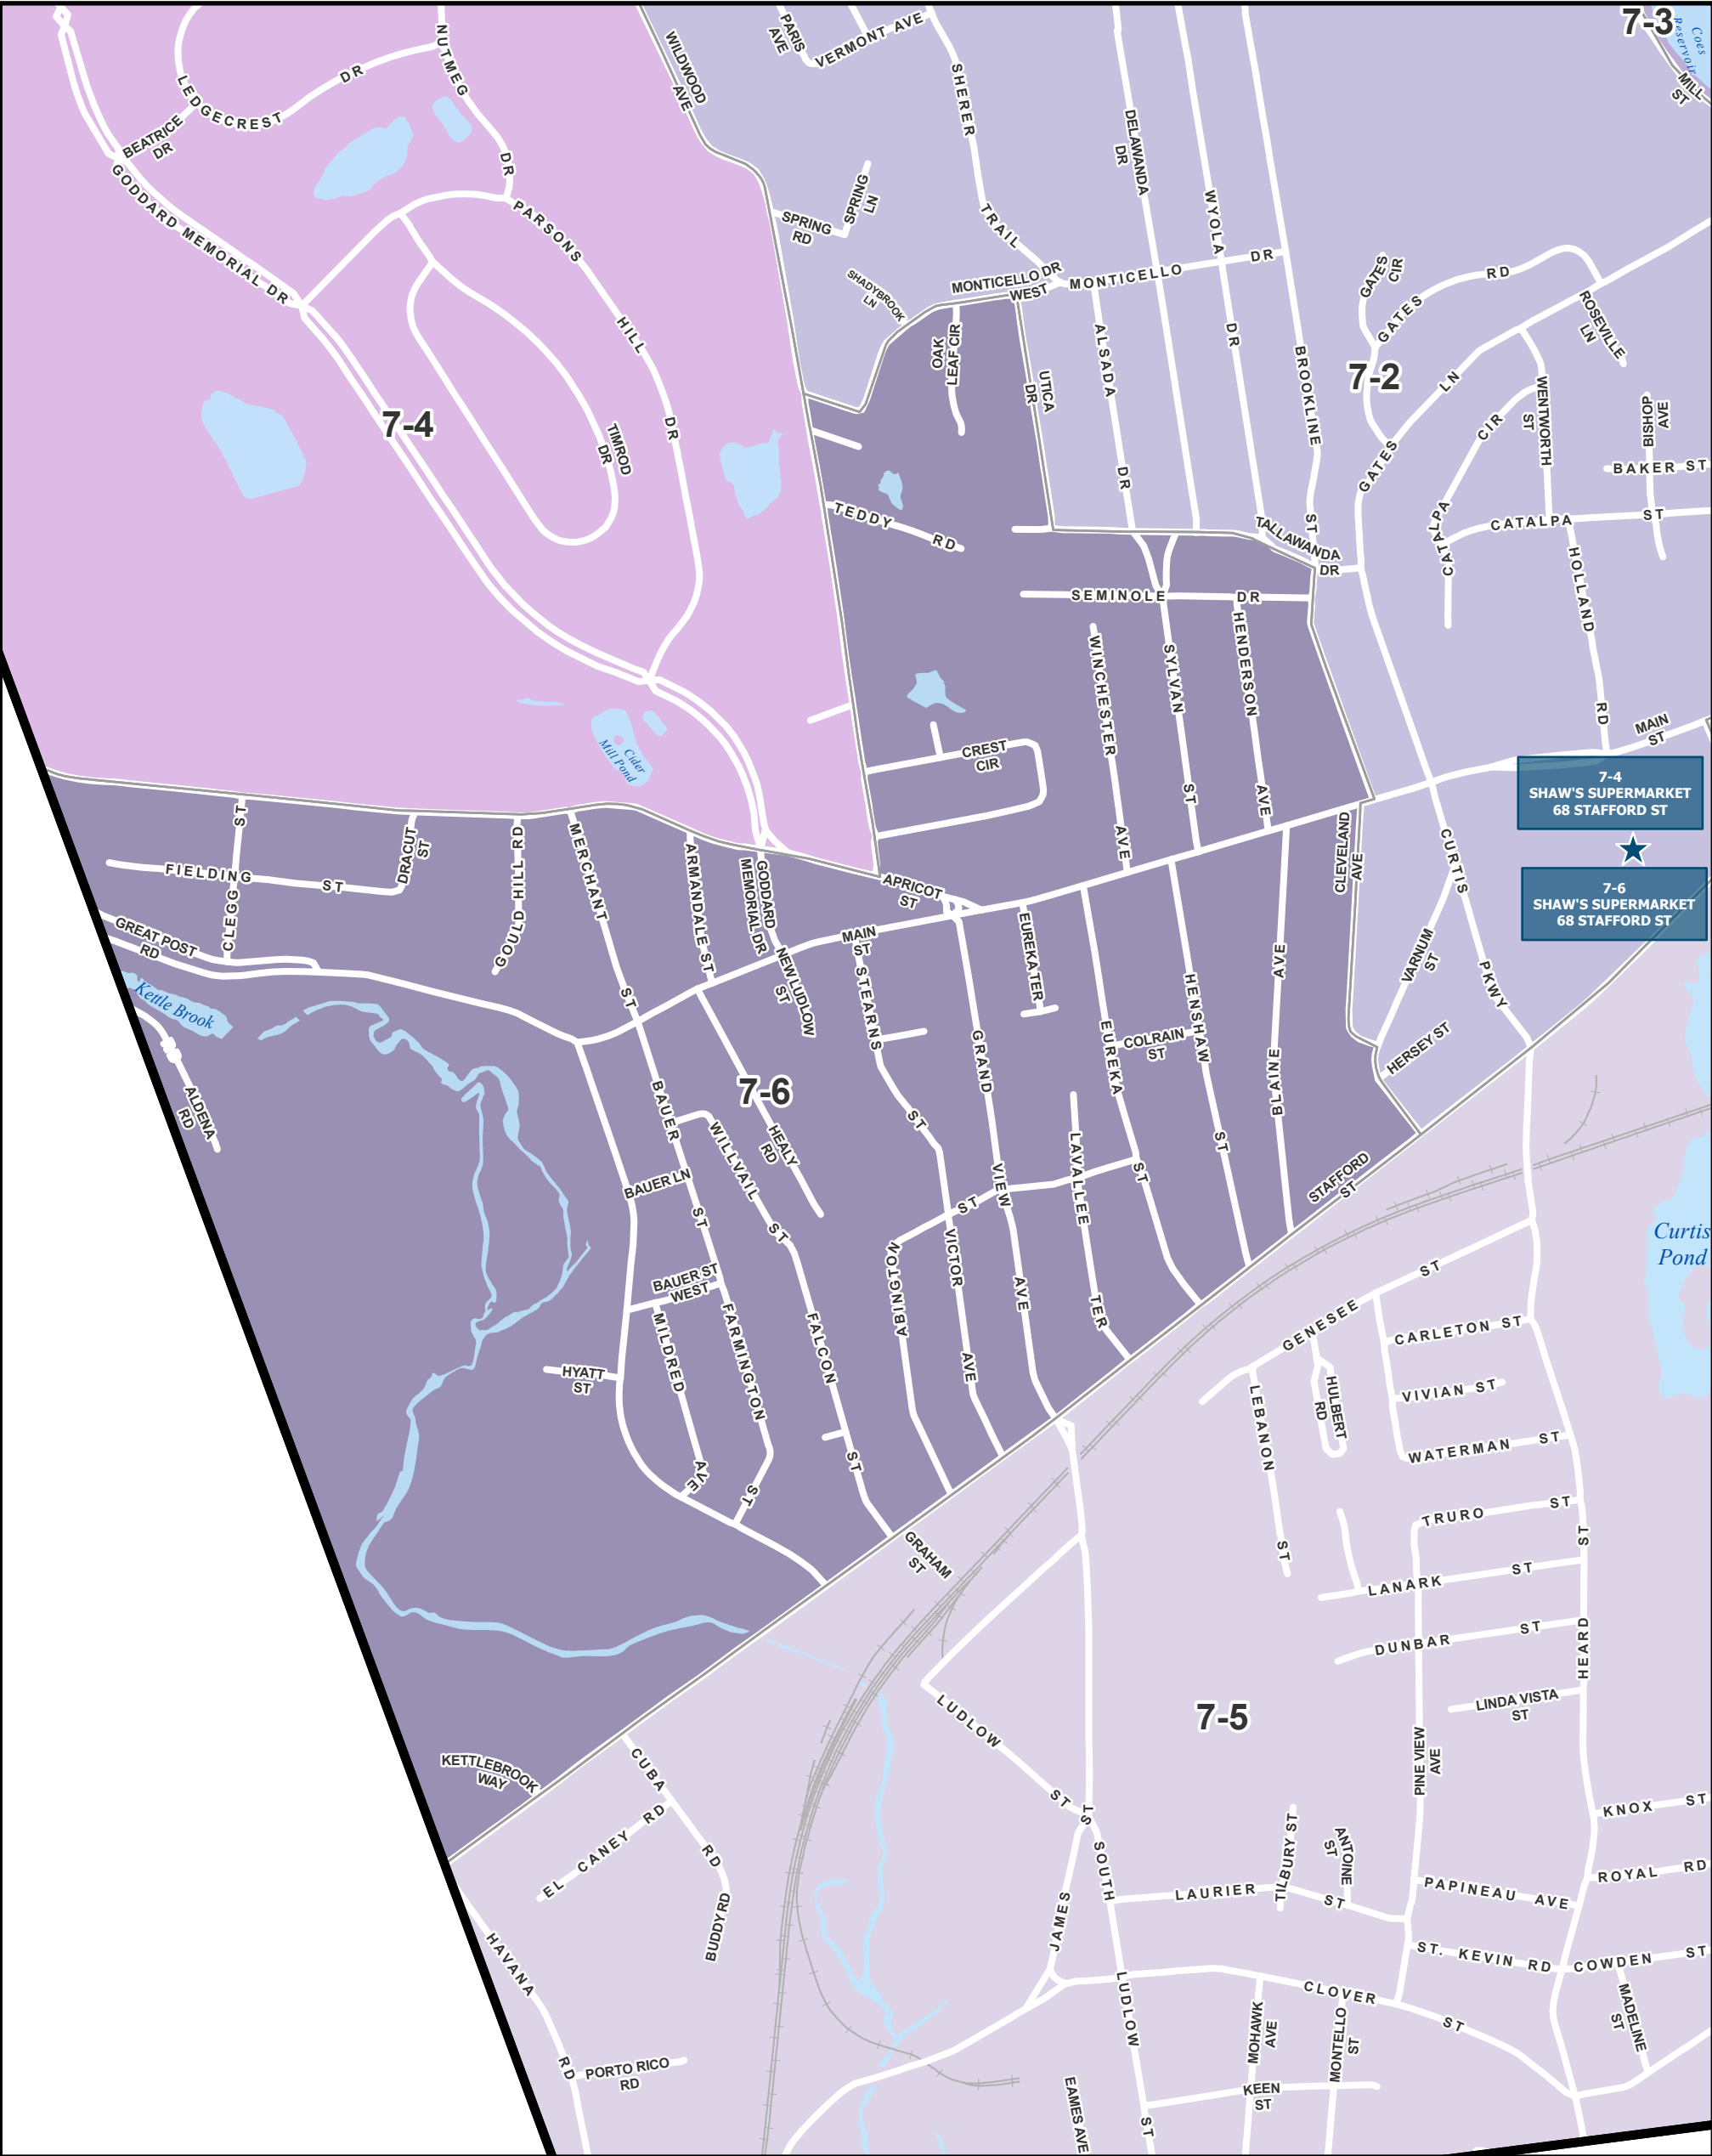 7-3
Coes
Reservoir
MILL
ST
PARIS
AVE
VERMONT AVE
WILDWOOD
AVE
NUTMEG
DR
LEDGECREST
DR
BEATRICE
DR
GODDARD MEMORIAL DR
PARSONS
HILL
DR
SHERER
TRAIL
DELAWANDA
DR
WYOLA
DR
SPRING
LN
SPRING
RD
SHADYBROOK
LN
MONTICELLO DR
WEST
MONTICELLO
DR
GATES
CIR
GATES
RD
ROSEVILLE
LN
OAK
LEAF CIR
UTICA
DR
ALSADA
DR
BROOKLINE
ST
7-2
GATES
LN
WENTWORTH
ST
BISHOP
AVE
BAKER ST
CATALPA
CIR
CATALPA
ST
7-4
TIMROD
DR
TEDDY
RD
TALLAWANDA
DR
HOLLAND
RD
SEMINOLE
DR
WINCHESTER
AVE
SYLVAN
ST
HENDERSON
AVE
MAIN
ST
Cider
Mill Pond
CREST
CIR
7-4
SHAW'S SUPERMARKET
68 STAFFORD ST
7-6
SHAW'S SUPERMARKET
68 STAFFORD ST
CLEGG
ST
FIELDING
ST
DRACUT
ST
GOULD HILL RD
MERCHANT
ST
ARMANDALE ST
GODDARD
MEMORIAL DR
APRICOT
ST
CLEVELAND
AVE
CURTIS
PKWY
GREAT POST
RD
MAIN
ST
NEW LUDLOW
ST
STEARNS
ST
EUREKA TER
VARNUM
ST
HERSEY ST
Kettle Brook
ALDENA
RD
GRAND
VIEW
AVE
EUREKA
ST
COLRAIN
ST
HENSHAW
ST
BLAINE
AVE
BAUER
ST
7-6
HEALY
RD
WILLVAIL
ST
BAUER LN
LAVALLEE
TER
STAFFORD
ST
ABINGTON
ST
VICTOR
AVE
BAUER ST
WEST
MILDRED
AVE
FARMINGTON
ST
FALCON
ST
HYATT
ST
GRAHAM
ST
Curtis
Pond
GENESEE
ST
CARLETON ST
HULBERT
RD
VIVIAN ST
LEBANON
ST
WATERMAN ST
TRURO ST
LANARK
ST
HEARD
ST
DUNBAR ST
LINDA VISTA
ST
7-5
LUDLOW
ST
PINE VIEW
AVE
KETTLEBROOK
WAY
CUBA
RD
EL CANEY RD
BUDDY RD
JAMES
ST
SOUTH
LUDLOW
ST
KNOX ST
TILBURY ST
ANTOINE
ST
LAURIER
ST
PAPINEAU AVE
ROYAL RD
ST. KEVIN RD
COWDEN ST
HAVANA
RD
CLOVER
ST
MOHAWK
AVE
MONTELLO
ST
MADELINE
ST
PORTO RICO
RD
EAMES AVE
KEEN
ST